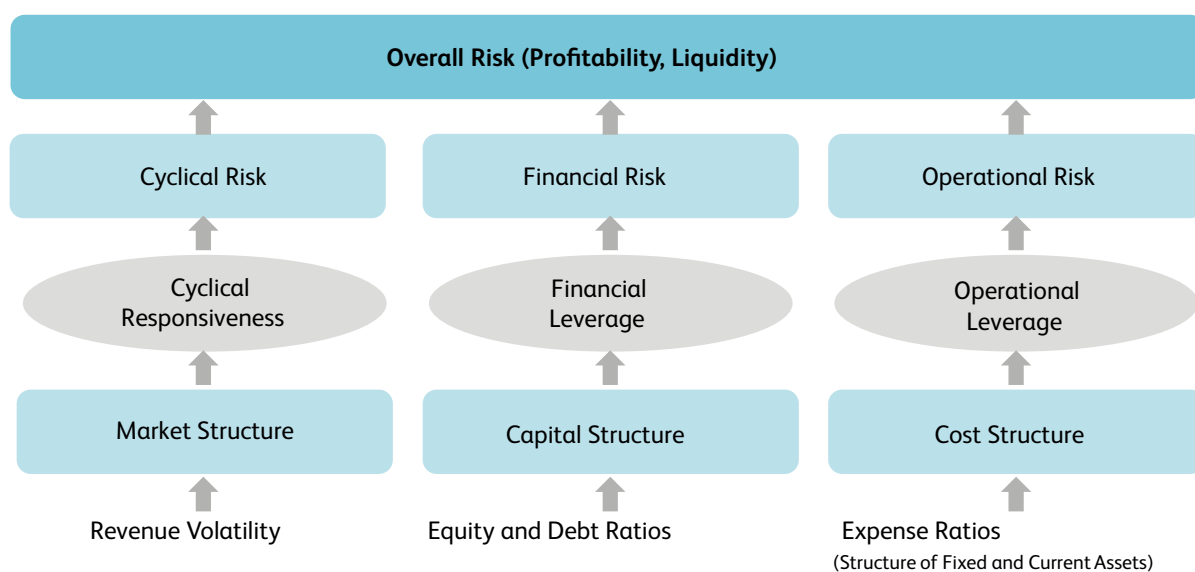 Overall Risk (Profitability, Liquidity)
Cyclical Risk
Financial Risk
Operational Risk
Cyclical
Responsiveness
Financial
Leverage
Operational
Leverage
Market Structure
Capital Structure
Cost Structure
Revenue Volatility
Equity and Debt Ratios
Expense Ratios
(Structure of Fixed and Current Assets)